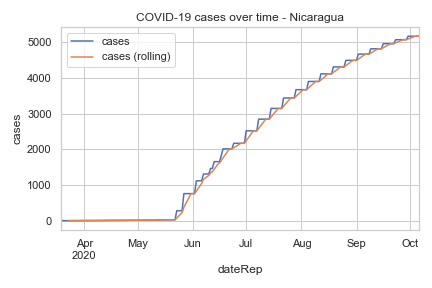 COVID-19 cases over time - Nicaragua
cases
cases (rolling)
5000
4000
3000
2000
1000
0
cases
Apr
2020
May
Jun
Jul
Aug
Sep
Oct
dateRep